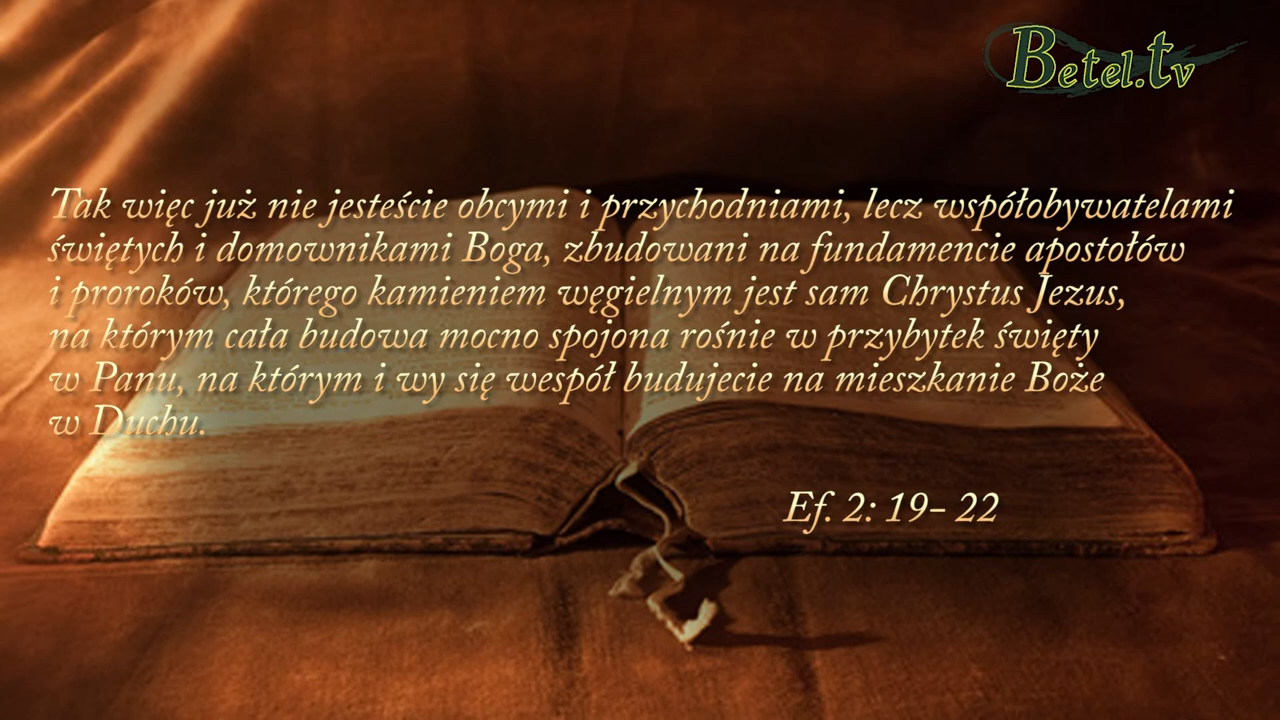 Betel.tv
Tak więc już nie jesteście obcymi i przychodniami, lecz współobywatelami
świętych i domownikami Boga, zbudowani na fundamencie apostołów
i proroków, którego kamieniem węgielnym jest sam Chrystus Jezus,
na którym cała budowa mocno spojona rośnie w przybytek święty
w Panu, na którym i wy się wespół budujecie na mieszkanie Boże
w Duchu.
Ef. 2: 19- 22